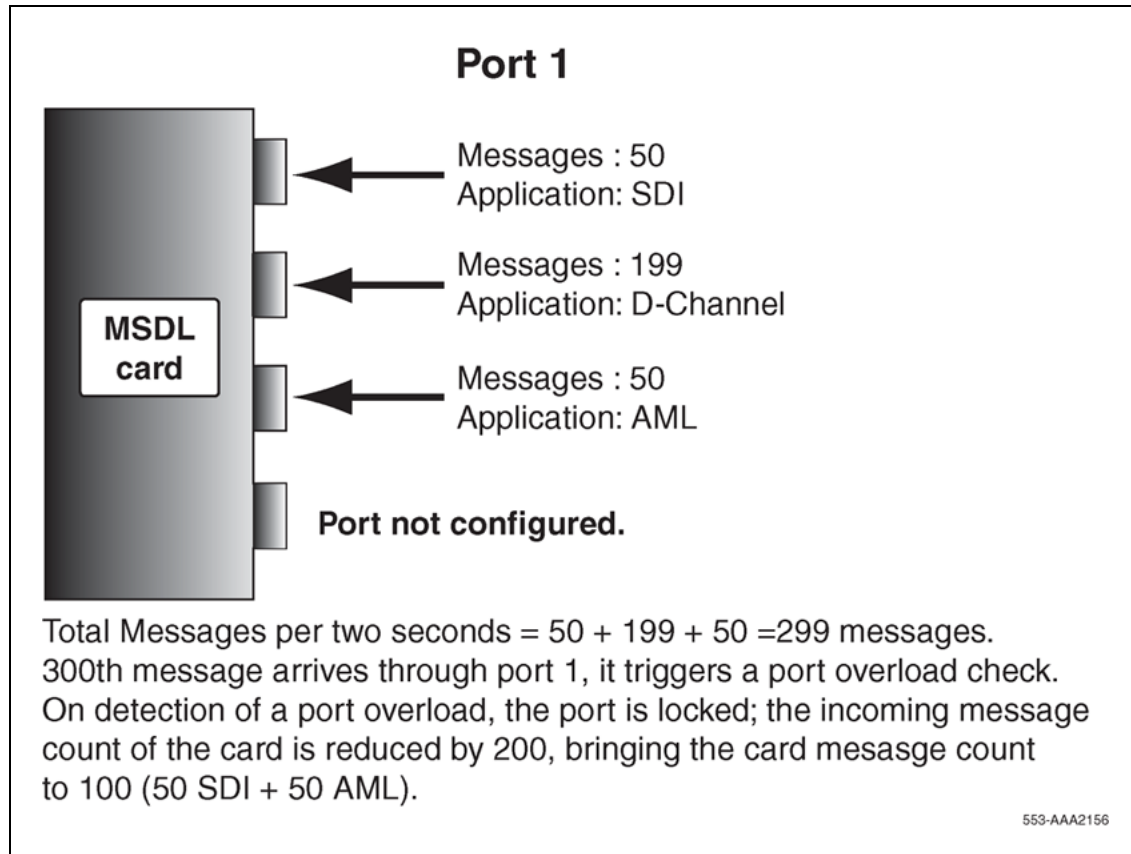 Port 1
Messages : 50
Application: SDI
Messages : 199
Application: D-Channel
MSDL
card
Messages : 50
Application: AML
Port not configured.
Total Messages per two seconds = 50 + 199 + 50 =299 messages.
300th message arrives through port 1, it triggers a port overload check.
On detection of a port overload, the port is locked; the incoming message
count of the card is reduced by 200, bringing the card mesasge count
to 100 (50 SDI + 50 AML).
553-AAA2156